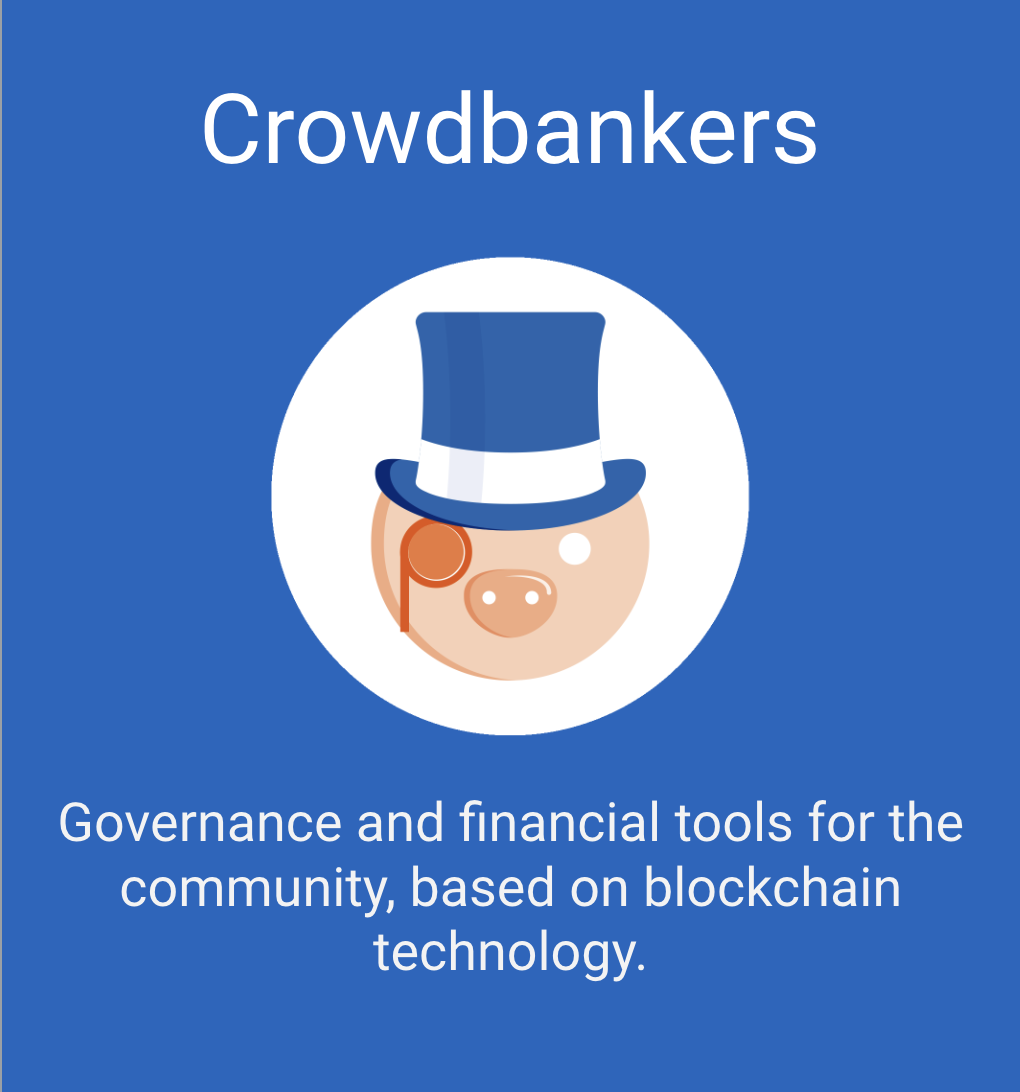 Crowdbankers
Governance and financial tools for the
community, based on blockchain
technology.